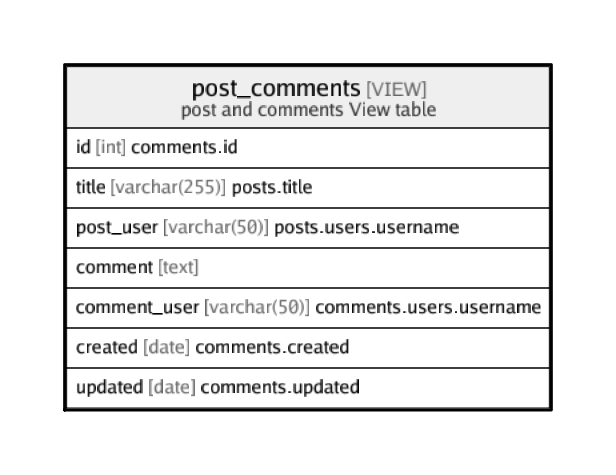 post_comments [VIEW]
post and comments View table
id [int] comments.id
title [varchar(255)] posts.title
post_user [varchar(50)] posts.users.username
comment [text]
comment_user [varchar(50)] comments.users.username
created [date] comments.created
updated [date] comments.updated